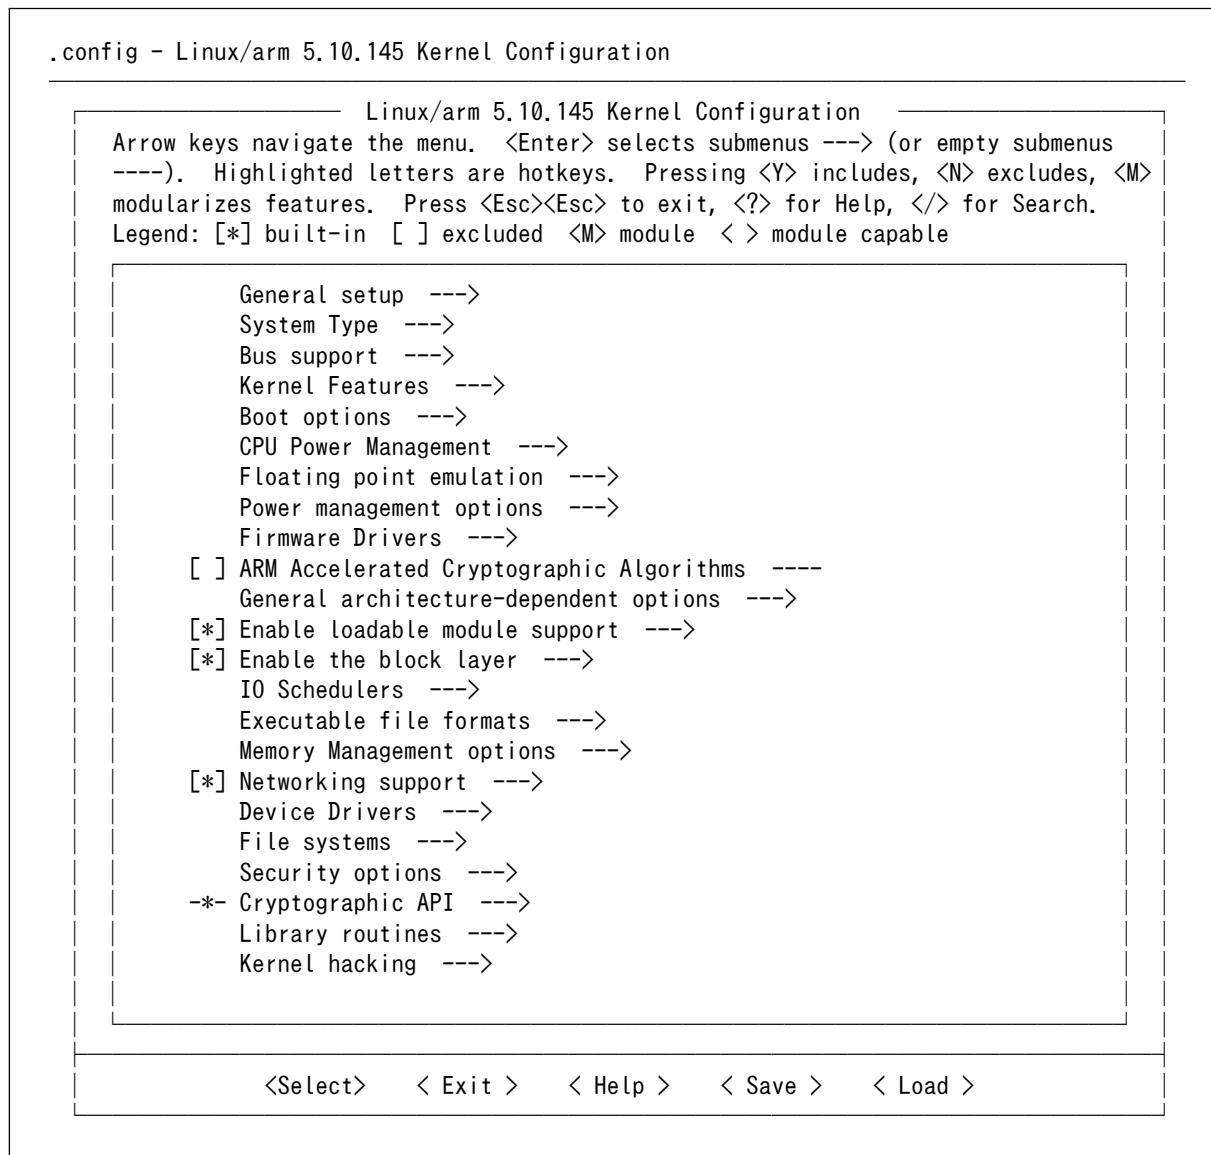 .config - Linux/arm 5.10.145 Kernel Configuration
Linux/arm 5.10.145 Kernel Configuration
Arrow keys navigate the menu.  <Enter> selects submenus ---> (or empty submenus
----).  Highlighted letters are hotkeys.  Pressing <Y> includes, <N> excludes, <M>
modularizes features.  Press <Esc><Esc> to exit, <?> for Help, </> for Search.
Legend: [*] built-in  [ ] excluded  <M> module  < > module capable
General setup  --->
System Type  --->
Bus support  --->
Kernel Features  --->
Boot options  --->
CPU Power Management  --->
Floating point emulation  --->
Power management options  --->
Firmware Drivers  --->
[ ] ARM Accelerated Cryptographic Algorithms  ----
General architecture-dependent options  --->
[*] Enable loadable module support  --->
[*] Enable the block layer  --->
IO Schedulers  --->
Executable file formats  --->
Memory Management options  --->
[*] Networking support  --->
Device Drivers  --->
File systems  --->
Security options  --->
-*- Cryptographic API  --->
Library routines  --->
Kernel hacking  --->
<Select>    < Exit >    < Help >    < Save >    < Load >